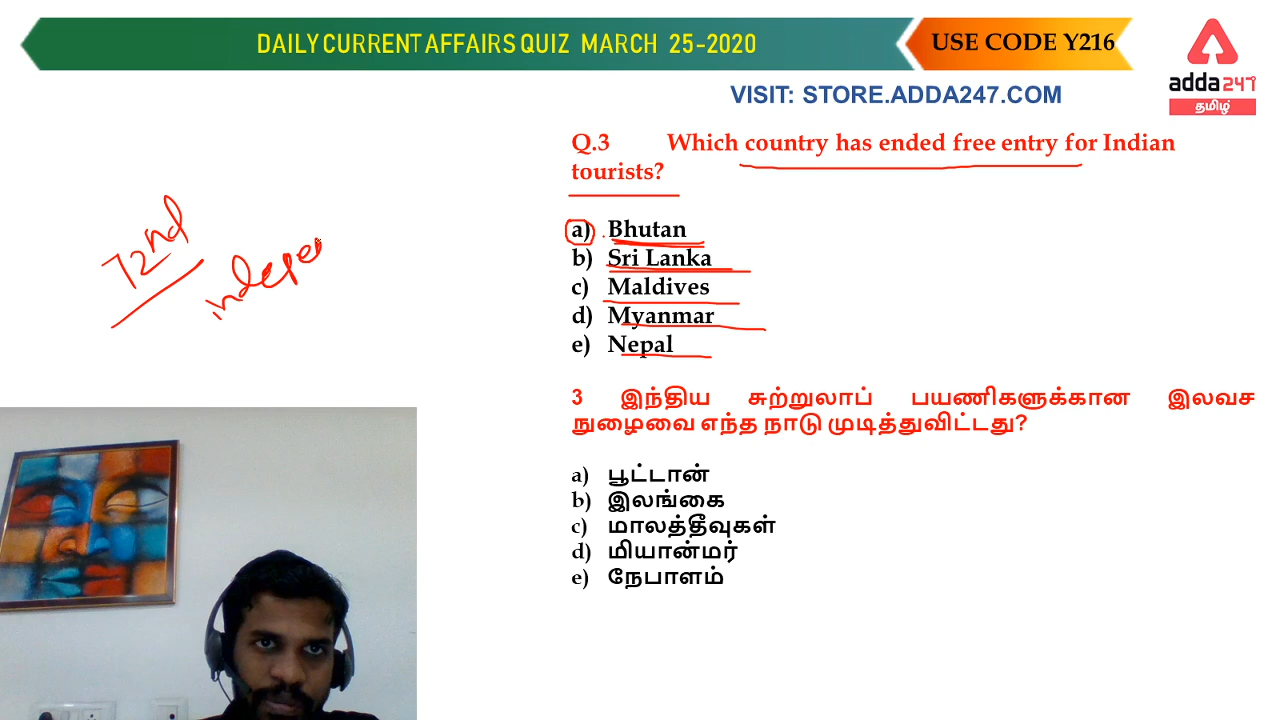 DAILY CURRENT AFFAIRS QUIZ MARCH 25-2020
USE CODE Y216
adda247
தமிழ்
VISIT: STORE.ADDA247.COM
Q.3 Which country has ended free entry for Indian
tourists?
a) Bhutan
b) Sri Lanka
c) Maldives
d) Myanmar
e) Nepal
72nd
indepe
3 இந்திய சுற்றுலாப் பயணிகளுக்கான இலவச
நுழைவை எந்த நாடு முடித்துவிட்டது?
a) பூட்டான்
b) இலங்கை
c) மாலத்தீவுகள்
d) மியான்மர்
e) நேபாளம்